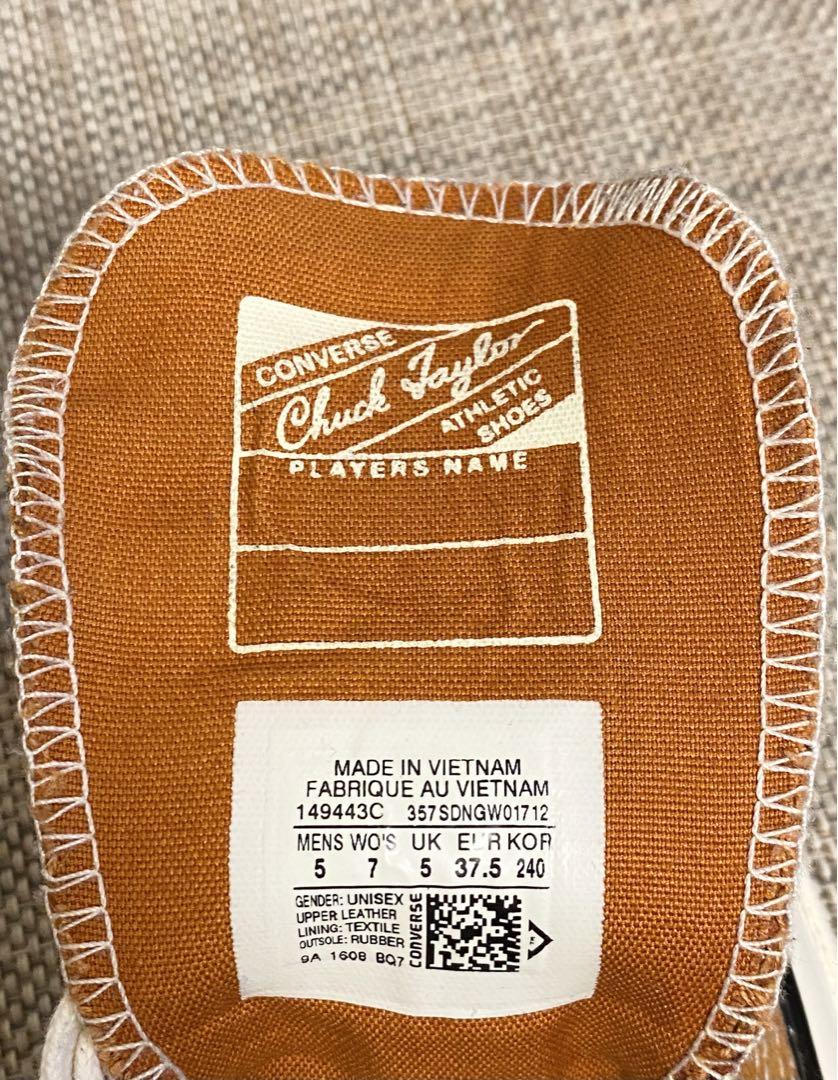 CONVERSE
Chuck Taylor
ATHLETIC
SHOES
PLAYERS NAME
MADE IN VIETNAM
FABRIQUE AU VIETNAM
149443C 357SDNGW01712
MENS WO'S UK EUR KOR
5 7 5 37.5 240
GENDER: UNISEX
UPPER LEATHER
LINING: TEXTILE
OUTSOLE: RUBBER
9A 1608 BQ7
CONVERSE